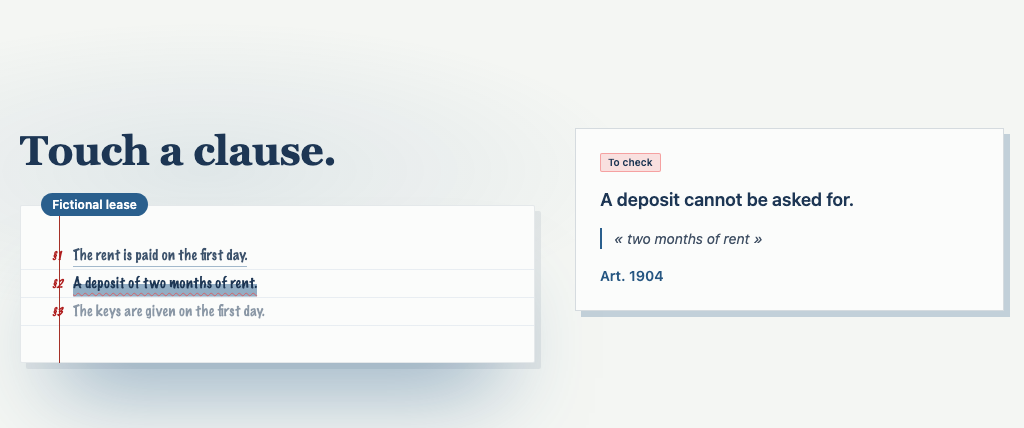 Touch a clause.
Fictional lease
§1 The rent is paid on the first day.
§2 A deposit of two months of rent.
§3 The keys are given on the first day.
To check
A deposit cannot be asked for.
« two months of rent »
Art. 1904